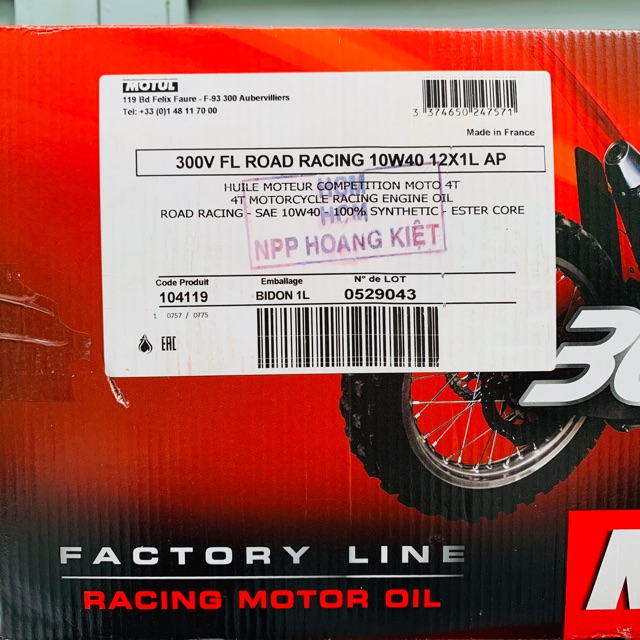 MOTUL
119 Bd Felix Faure - F-93 300 Aubervilliers
Tel: +33 (0)1 48 11 70 00
3 374650 247571
Made in France
300V FL ROAD RACING 10W40 12X1L AP
HUILE MOTEUR COMPETITION MOTO 4T
4T MOTORCYCLE RACING ENGINE OIL
ROAD RACING - SAE 10W40 - 100% SYNTHETIC - ESTER CORE
HCM
HCM
NPP HOANG KIỆT
Code Produit Emballage N° de LOT
104119 BIDON 1L 0529043
1 0757 / 0775
EAC
30
M
FACTORY LINE
RACING MOTOR OIL